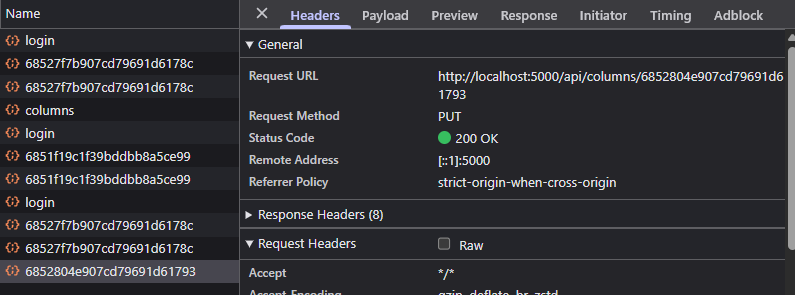 Name
login
68527f7b907cd79691d6178c
68527f7b907cd79691d6178c
columns
login
6851f19c1f39bddbb8a5ce99
6851f19c1f39bddbb8a5ce99
login
68527f7b907cd79691d6178c
68527f7b907cd79691d6178c
6852804e907cd79691d61793
Headers Payload Preview Response Initiator Timing Adblock
General
Request URL http://localhost:5000/api/columns/6852804e907cd79691d6
1793
Request Method PUT
Status Code 200 OK
Remote Address [::1]:5000
Referrer Policy strict-origin-when-cross-origin
Response Headers (8)
Request Headers Raw
Accept */*
Accept-Encoding gzip, deflate, br, zstd